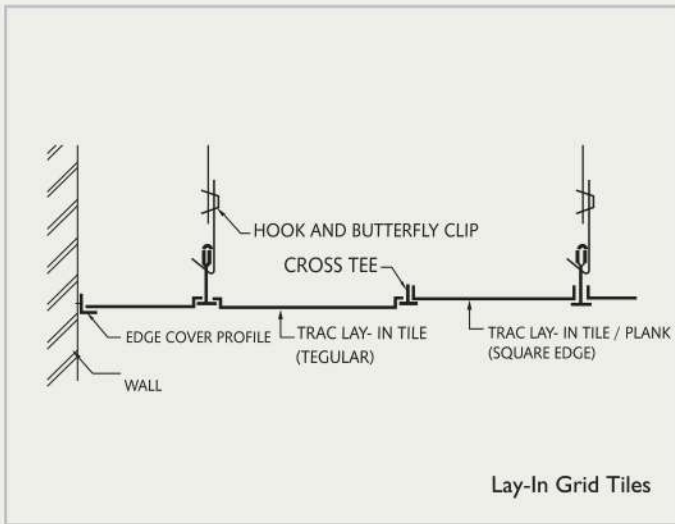 HOOK AND BUTTERFLY CLIP
CROSS TEE
EDGE COVER PROFILE
TRAC LAY- IN TILE
(TEGULAR)
TRAC LAY- IN TILE / PLANK
(SQUARE EDGE)
WALL
Lay-In Grid Tiles